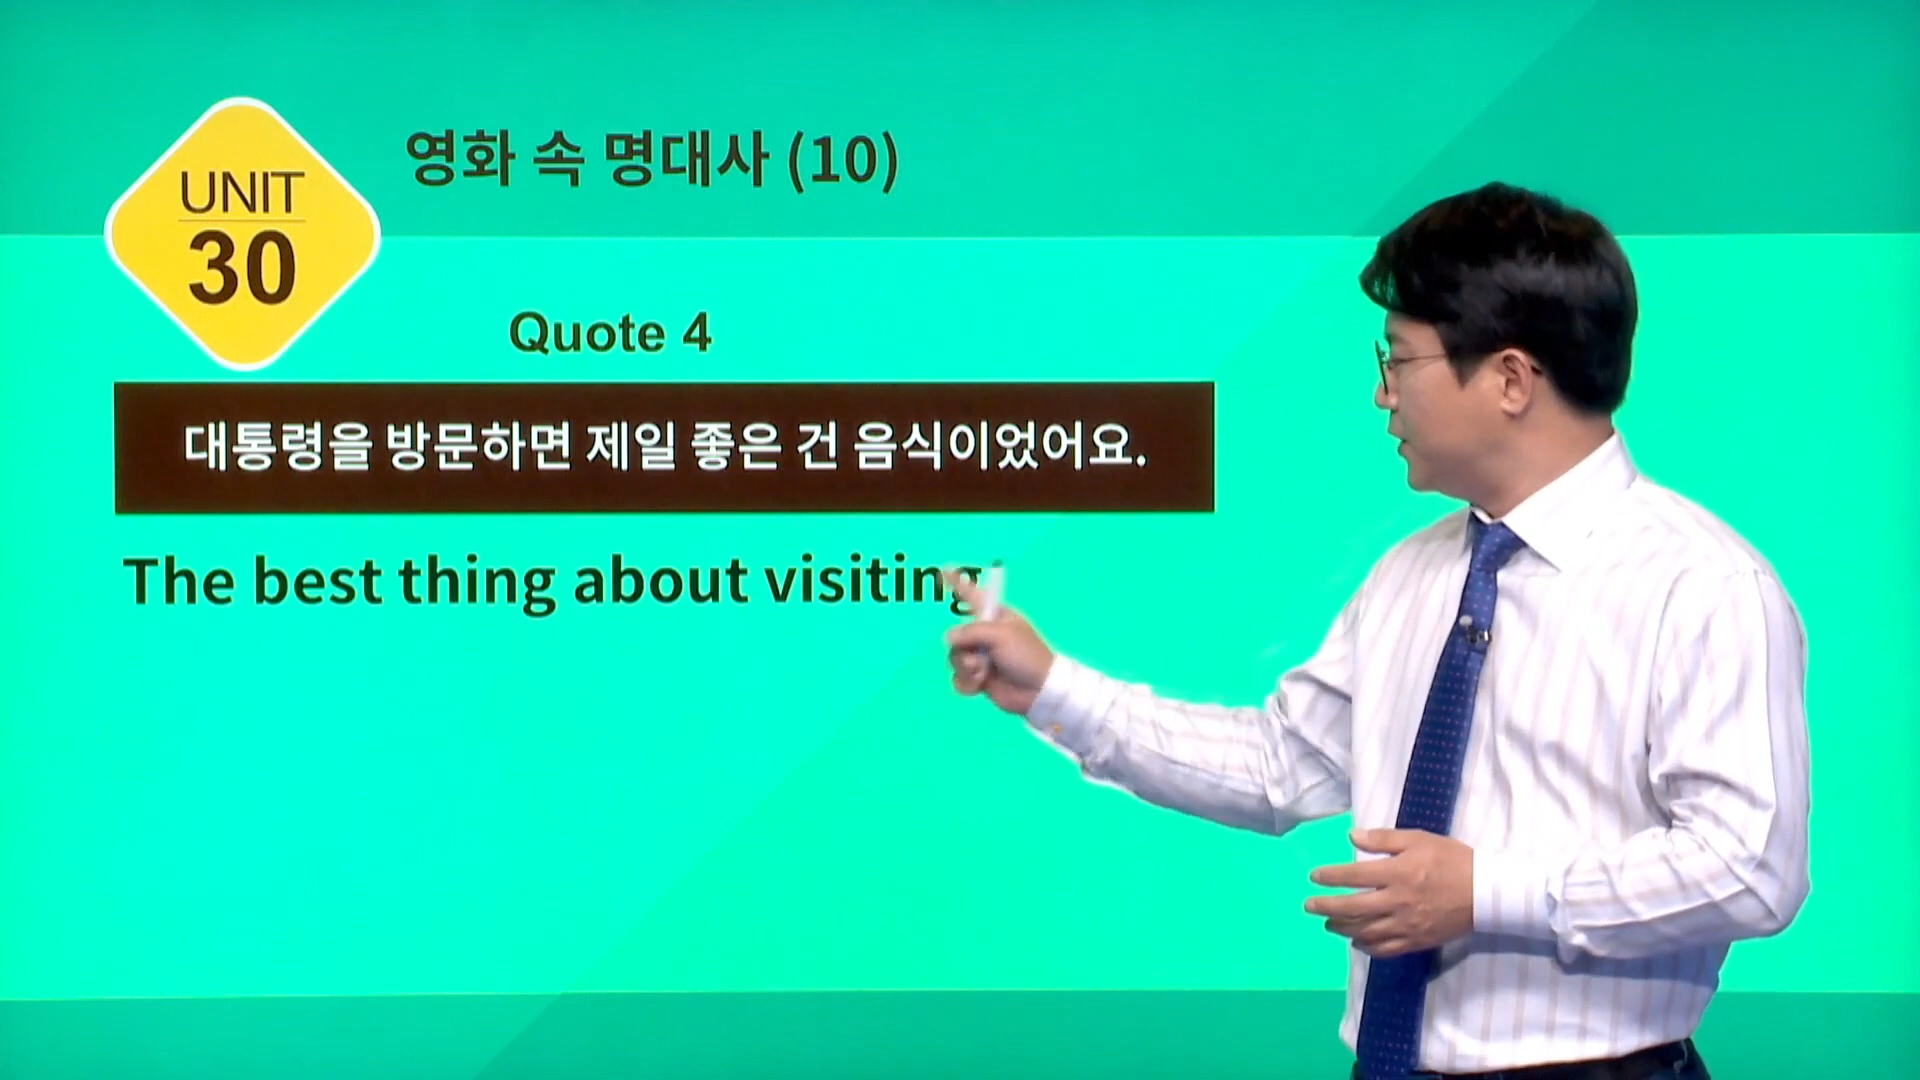 UNIT
30
영화 속 명대사 (10)
Quote 4
대통령을 방문하면 제일 좋은 건 음식이었어요.
The best thing about visiting